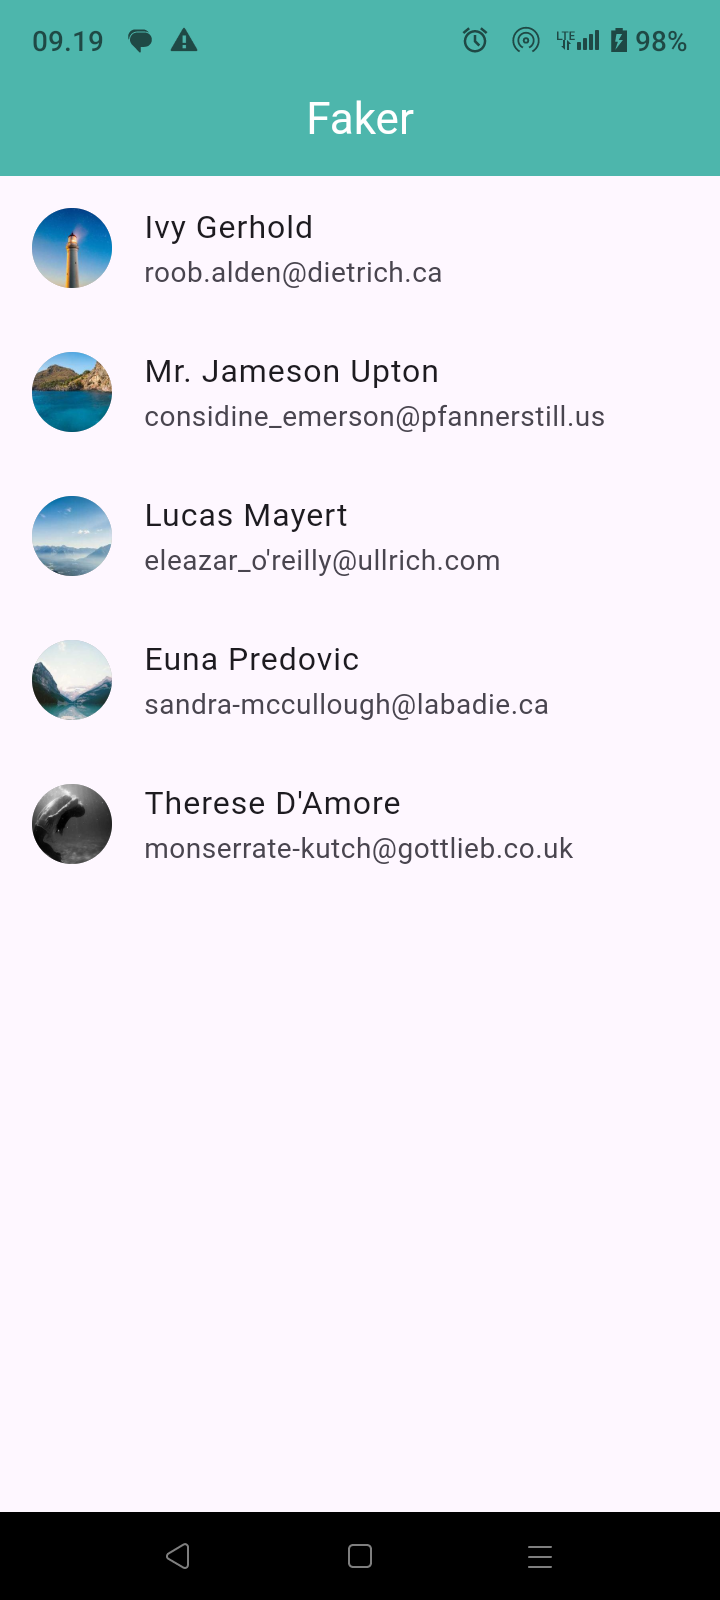 09.19
LTE
98%
Faker
Ivy Gerhold
roob.alden@dietrich.ca
Mr. Jameson Upton
considine_emerson@pfannerstill.us
Lucas Mayert
eleazar_o'reilly@ullrich.com
Euna Predovic
sandra-mccullough@labadie.ca
Therese D'Amore
monserrate-kutch@gottlieb.co.uk